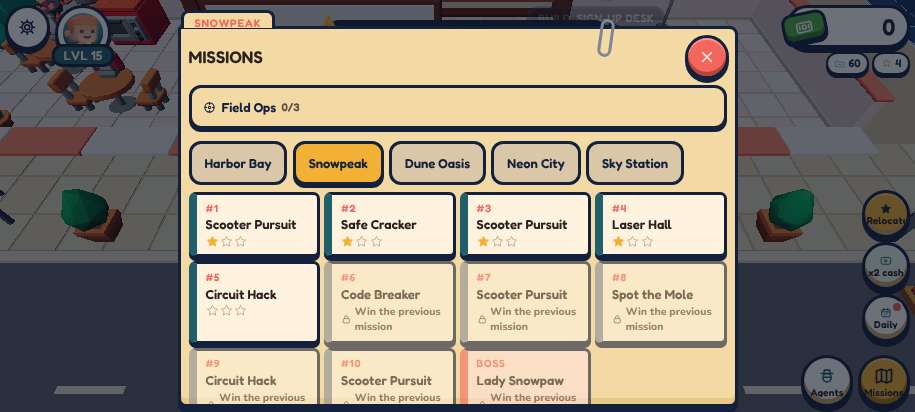 SNOWPEAK
BUILD SIGN-UP DESK
LVL 15
0
60
4
MISSIONS
Field Ops 0/3
Harbor Bay
Snowpeak
Dune Oasis
Neon City
Sky Station
#1
Scooter Pursuit
#2
Safe Cracker
#3
Scooter Pursuit
#4
Laser Hall
#5
Circuit Hack
#6
Code Breaker
Win the previous
mission
#7
Scooter Pursuit
Win the previous
mission
#8
Spot the Mole
Win the previous
mission
#9
Circuit Hack
Win the previous
#10
Scooter Pursuit
Win the previous
BOSS
Lady Snowpaw
Win the previous
Relocate
x2 cash
Daily
Agents
Missions